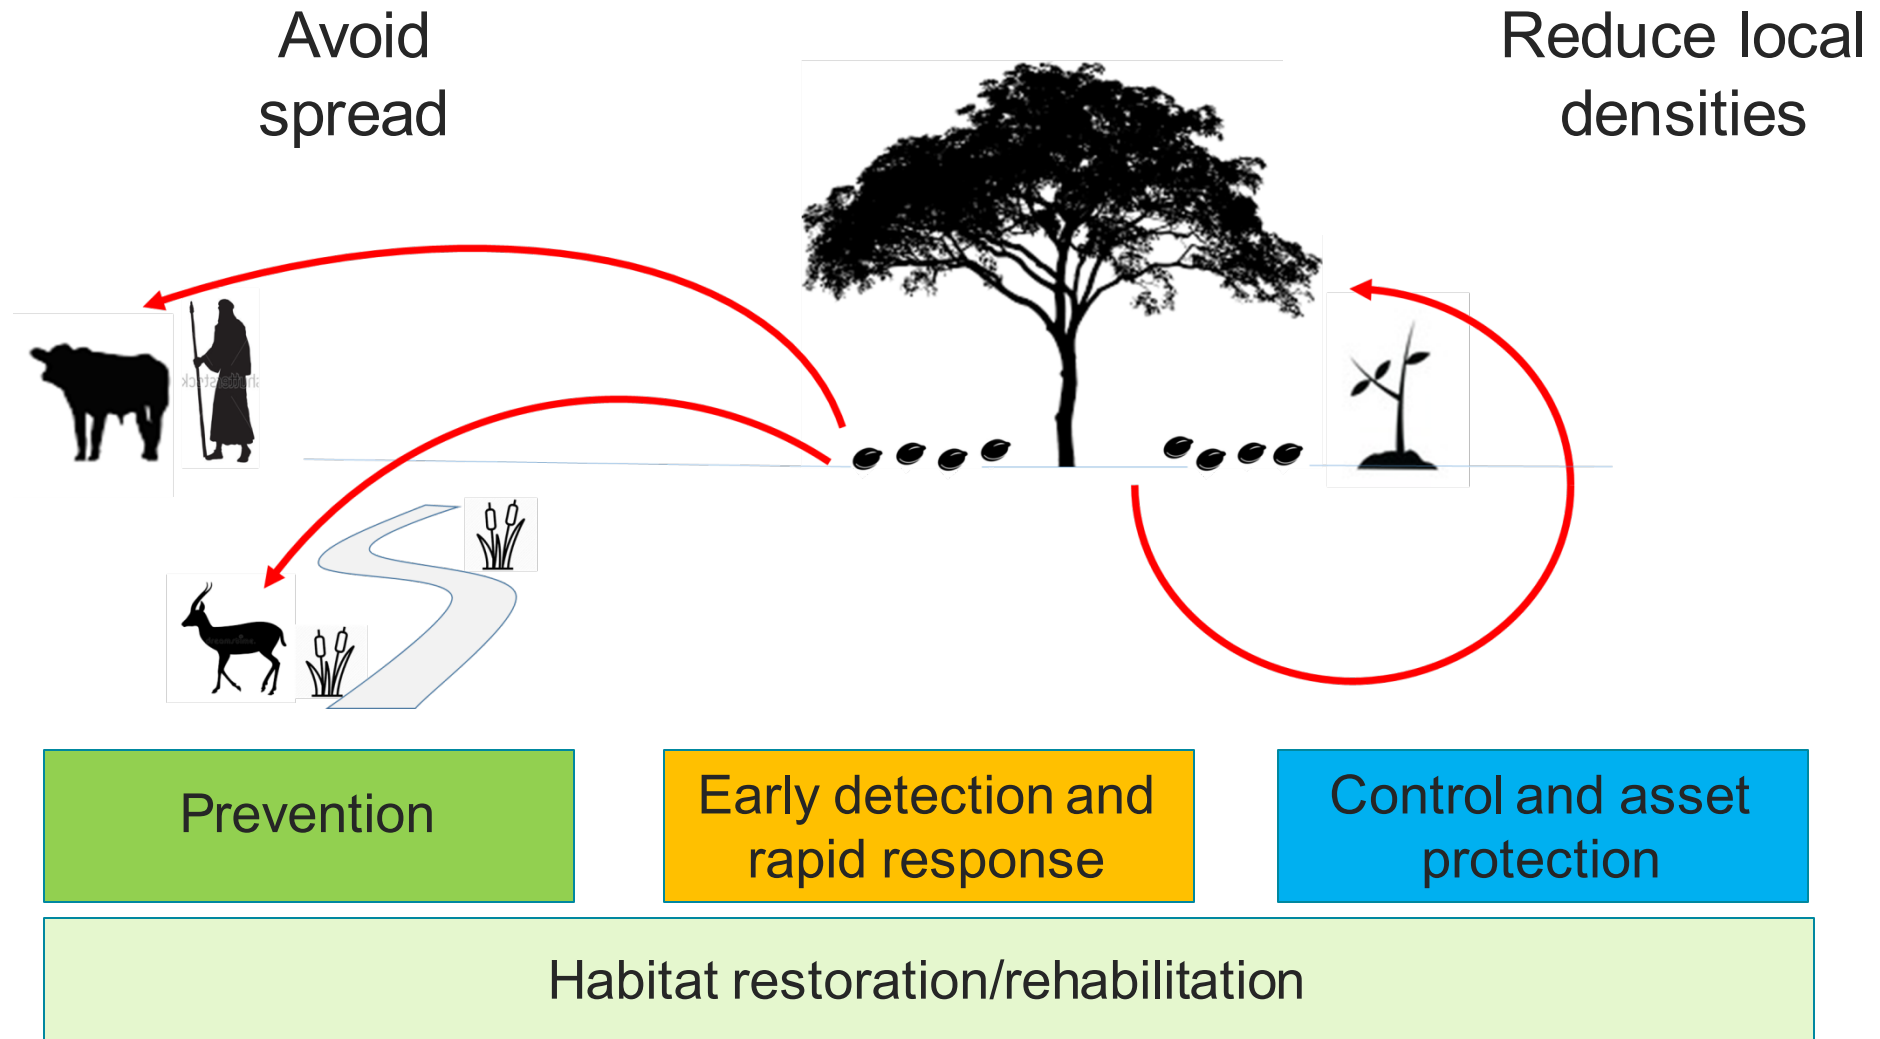 Avoid
spread
Reduce local
densities
Prevention
Early detection and
rapid response
Control and asset
protection
Habitat restoration/rehabilitation